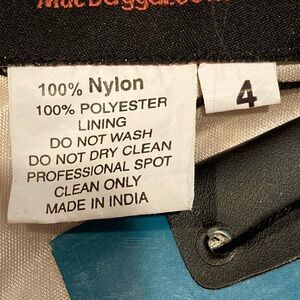 100% Nylon
100% POLYESTER
LINING
DO NOT WASH
DO NOT DRY CLEAN
PROFESSIONAL SPOT
CLEAN ONLY
MADE IN INDIA
4